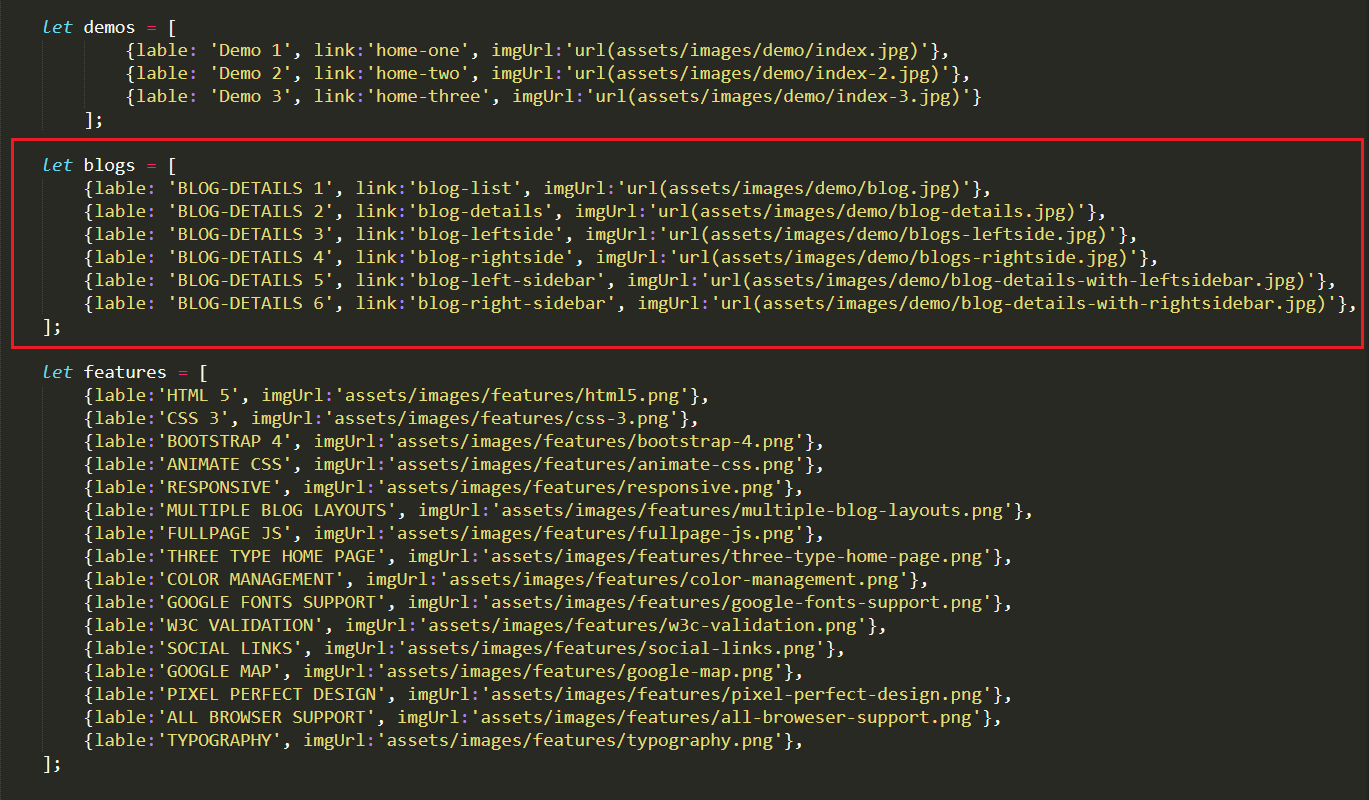 let demos = [
{lable: 'Demo 1', link:'home-one', imgUrl:'url(assets/images/demo/index.jpg)'},
{lable: 'Demo 2', link:'home-two', imgUrl:'url(assets/images/demo/index-2.jpg)'},
{lable: 'Demo 3', link:'home-three', imgUrl:'url(assets/images/demo/index-3.jpg)'}
];
let blogs = [
{lable: 'BLOG-DETAILS 1', link:'blog-list', imgUrl:'url(assets/images/demo/blog.jpg)'},
{lable: 'BLOG-DETAILS 2', link:'blog-details', imgUrl:'url(assets/images/demo/blog-details.jpg)'},
{lable: 'BLOG-DETAILS 3', link:'blog-leftside', imgUrl:'url(assets/images/demo/blogs-leftside.jpg)'},
{lable: 'BLOG-DETAILS 4', link:'blog-rightside', imgUrl:'url(assets/images/demo/blogs-rightside.jpg)'},
{lable: 'BLOG-DETAILS 5', link:'blog-left-sidebar', imgUrl:'url(assets/images/demo/blog-details-with-leftsidebar.jpg)'},
{lable: 'BLOG-DETAILS 6', link:'blog-right-sidebar', imgUrl:'url(assets/images/demo/blog-details-with-rightsidebar.jpg)'},
];
let features = [
{lable:'HTML 5', imgUrl:'assets/images/features/html5.png'},
{lable:'CSS 3', imgUrl:'assets/images/features/css-3.png'},
{lable:'BOOTSTRAP 4', imgUrl:'assets/images/features/bootstrap-4.png'},
{lable:'ANIMATE CSS', imgUrl:'assets/images/features/animate-css.png'},
{lable:'RESPONSIVE', imgUrl:'assets/images/features/responsive.png'},
{lable:'MULTIPLE BLOG LAYOUTS', imgUrl:'assets/images/features/multiple-blog-layouts.png'},
{lable:'FULLPAGE JS', imgUrl:'assets/images/features/fullpage-js.png'},
{lable:'THREE TYPE HOME PAGE', imgUrl:'assets/images/features/three-type-home-page.png'},
{lable:'COLOR MANAGEMENT', imgUrl:'assets/images/features/color-management.png'},
{lable:'GOOGLE FONTS SUPPORT', imgUrl:'assets/images/features/google-fonts-support.png'},
{lable:'W3C VALIDATION', imgUrl:'assets/images/features/w3c-validation.png'},
{lable:'SOCIAL LINKS', imgUrl:'assets/images/features/social-links.png'},
{lable:'GOOGLE MAP', imgUrl:'assets/images/features/google-map.png'},
{lable:'PIXEL PERFECT DESIGN', imgUrl:'assets/images/features/pixel-perfect-design.png'},
{lable:'ALL BROWSER SUPPORT', imgUrl:'assets/images/features/all-broweser-support.png'},
{lable:'TYPOGRAPHY', imgUrl:'assets/images/features/typography.png'},
];